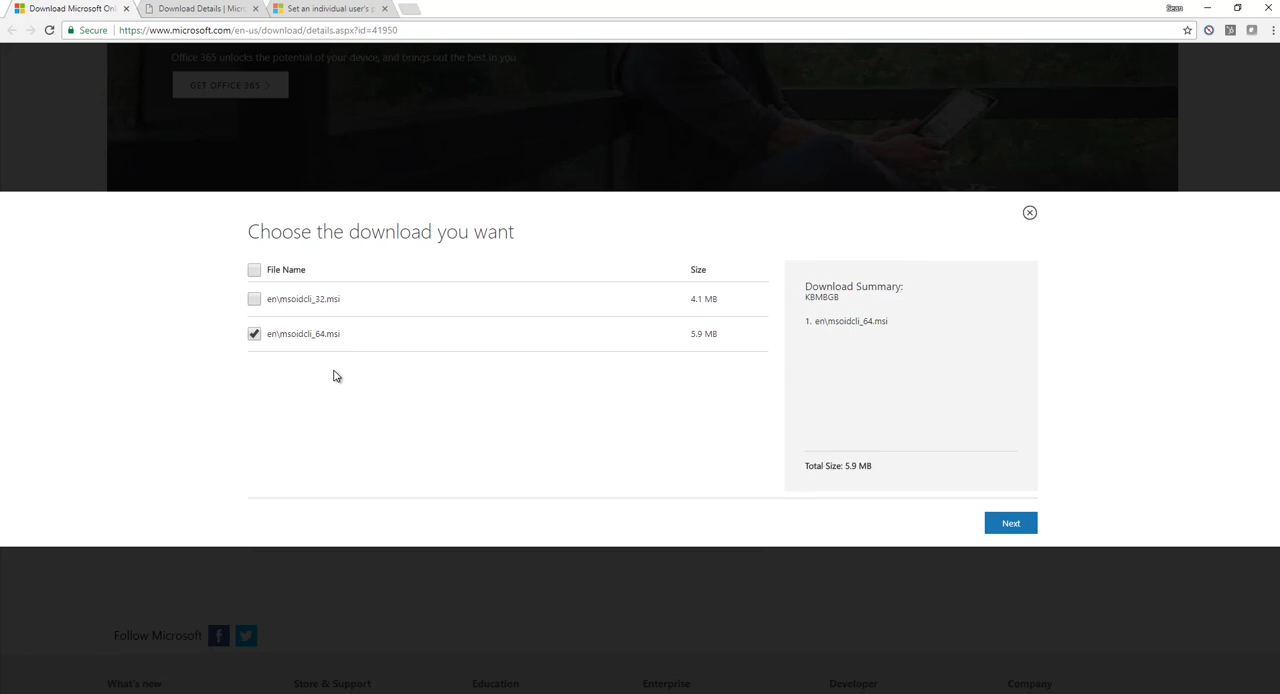 Download Microsoft Onl
Download Details | Micro
Set an individual user's p
Sean
Secure
https://www.microsoft.com/en-us/download/details.aspx?id=41950
Office 365 unlocks the potential of your device, and brings out the best in you
GET OFFICE 365 >
Choose the download you want
File Name
Size
en\msoidcli_32.msi
4.1 MB
en\msoidcli_64.msi
5.9 MB
Download Summary:
KBMBGB
1. en\msoidcli_64.msi
Total Size: 5.9 MB
Next
Follow Microsoft
What's new
Store & Support
Education
Enterprise
Developer
Company